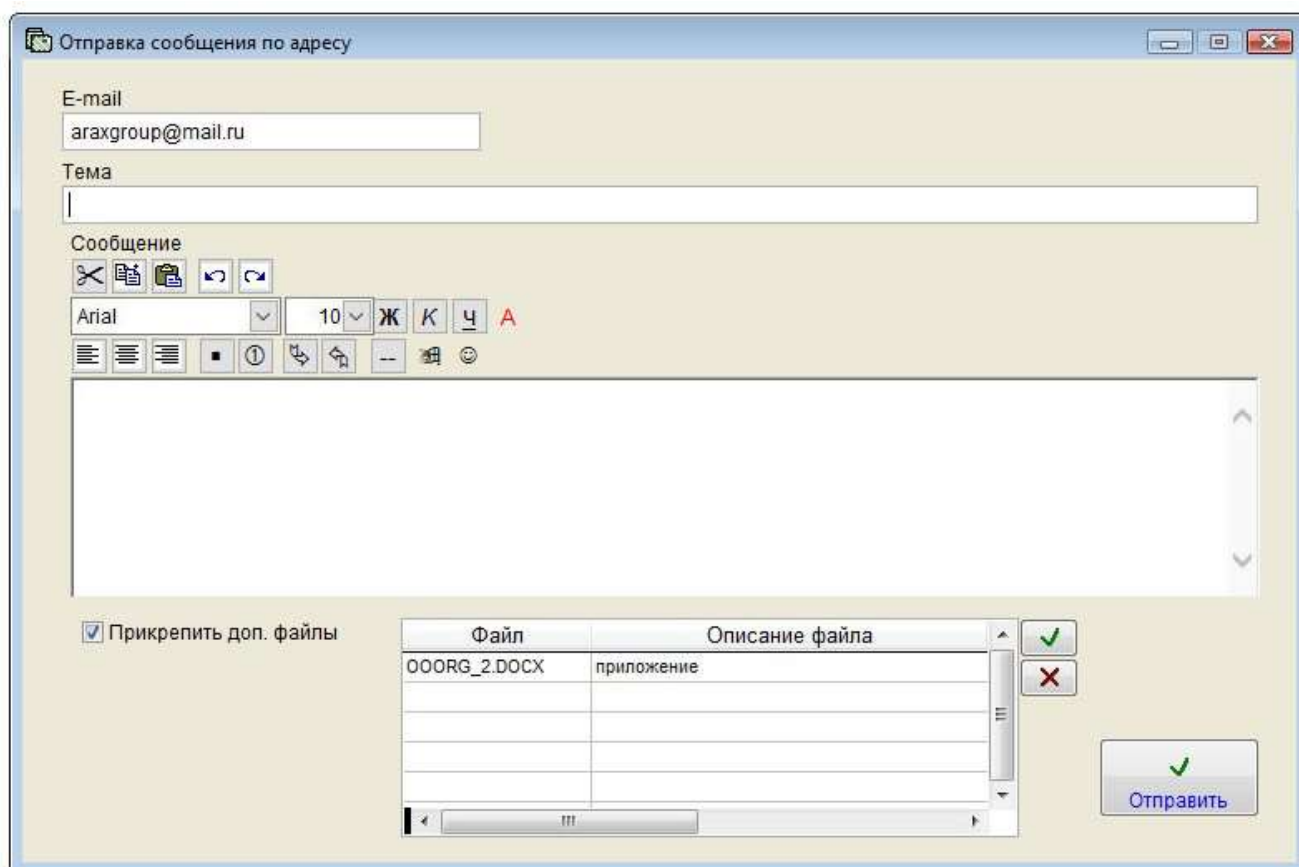 Отправка сообщения по адресу
E-mail
araxgroup@mail.ru
Тема
Сообщение
Arial 10 Ж К Ч А
①
--
Прикрепить доп. файлы
Файл Описание файла
OOORG_2.DOCX приложение
Отправить